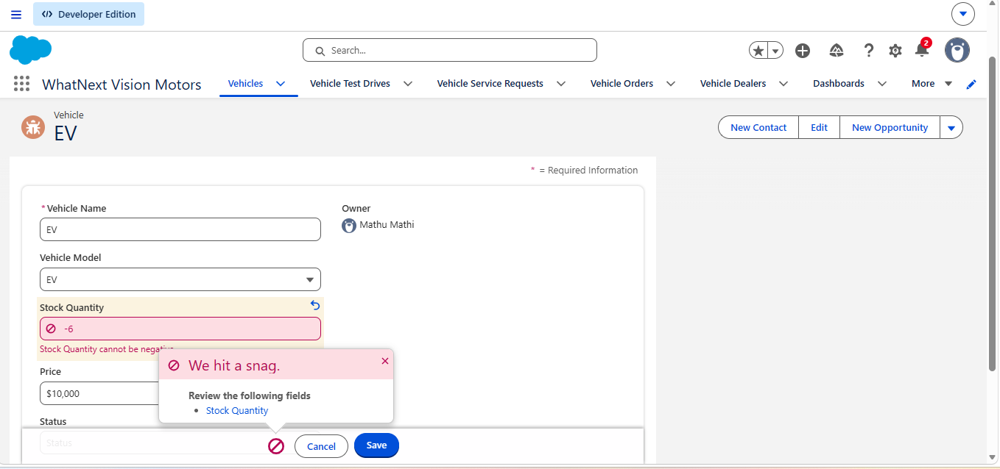 Developer Edition
Search...
2
WhatNext Vision Motors
Vehicles
Vehicle Test Drives
Vehicle Service Requests
Vehicle Orders
Vehicle Dealers
Dashboards
More
Vehicle
EV
New Contact
Edit
New Opportunity
* = Required Information
* Vehicle Name
EV
Owner
Mathu Mathi
Vehicle Model
EV
Stock Quantity
-6
Stock Quantity cannot be negative
We hit a snag.
Review the following fields
• Stock Quantity
Price
$10,000
Status
Status
Cancel
Save